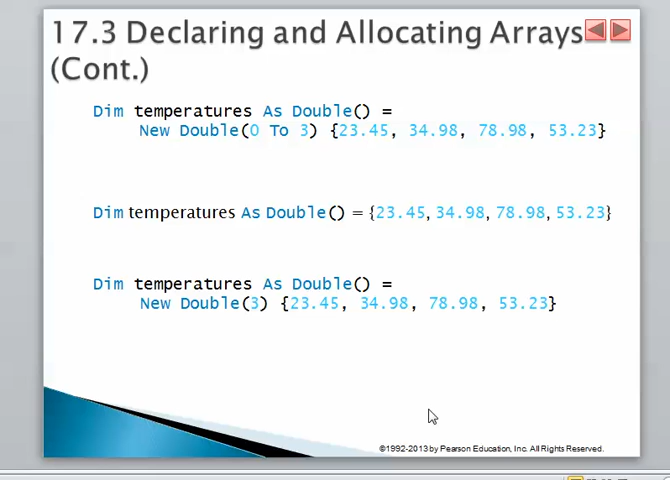 17.3 Declaring and Allocating Arrays
(Cont.)
Dim temperatures As Double() =
New Double(0 To 3) {23.45, 34.98, 78.98, 53.23}
Dim temperatures As Double() = {23.45, 34.98, 78.98, 53.23}
Dim temperatures As Double() =
New Double(3) {23.45, 34.98, 78.98, 53.23}
©1992-2013 by Pearson Education, Inc. All Rights Reserved.